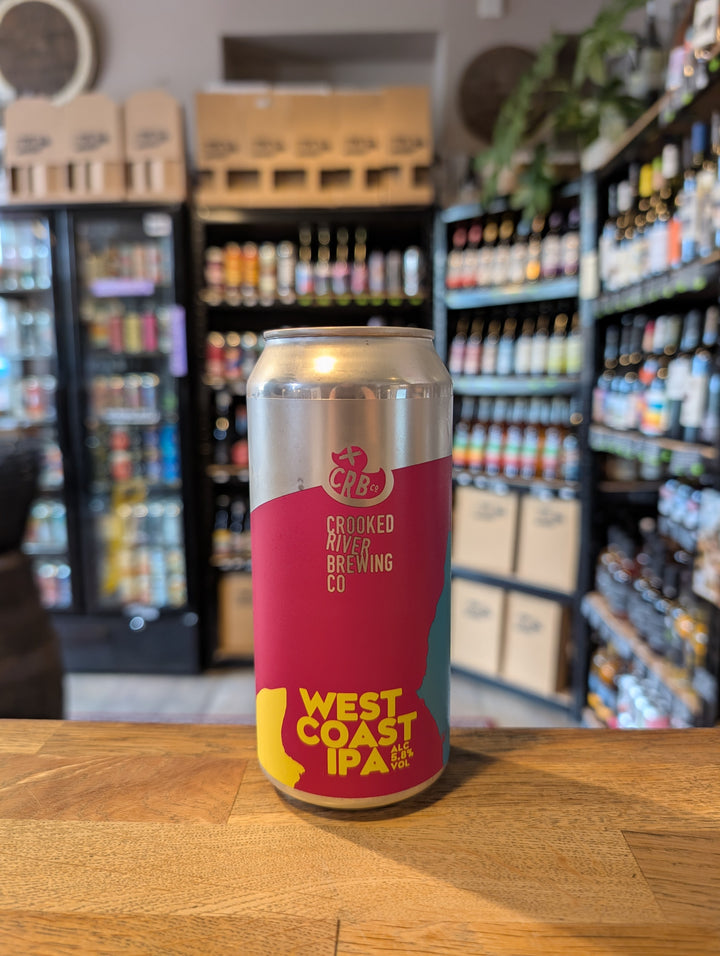 CRB Co
CROOKED
RIVER
BREWING
CO
WEST
COAST
IPA
ALC
5,8%
VOL